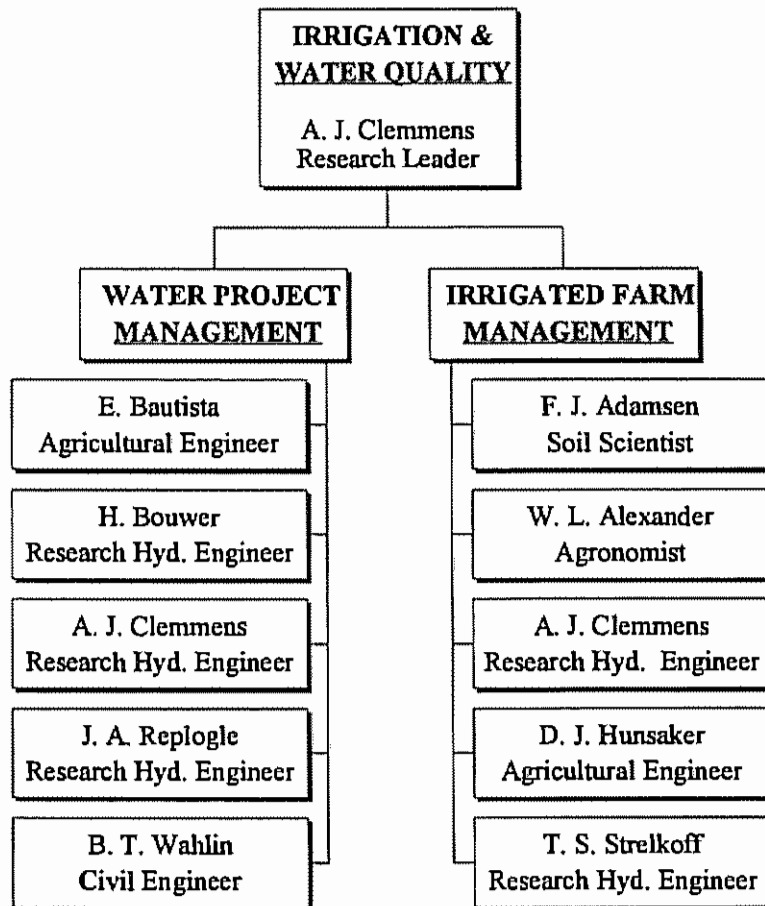 IRRIGATION &
WATER QUALITY
A. J. Clemmens
Research Leader
WATER PROJECT
MANAGEMENT
E. Bautista
Agricultural Engineer
H. Bouwer
Research Hyd. Engineer
A. J. Clemmens
Research Hyd. Engineer
J. A. Replogle
Research Hyd. Engineer
B. T. Wahlin
Civil Engineer
IRRIGATED FARM
MANAGEMENT
F. J. Adamsen
Soil Scientist
W. L. Alexander
Agronomist
A. J. Clemmens
Research Hyd. Engineer
D. J. Hunsaker
Agricultural Engineer
T. S. Strelkoff
Research Hyd. Engineer